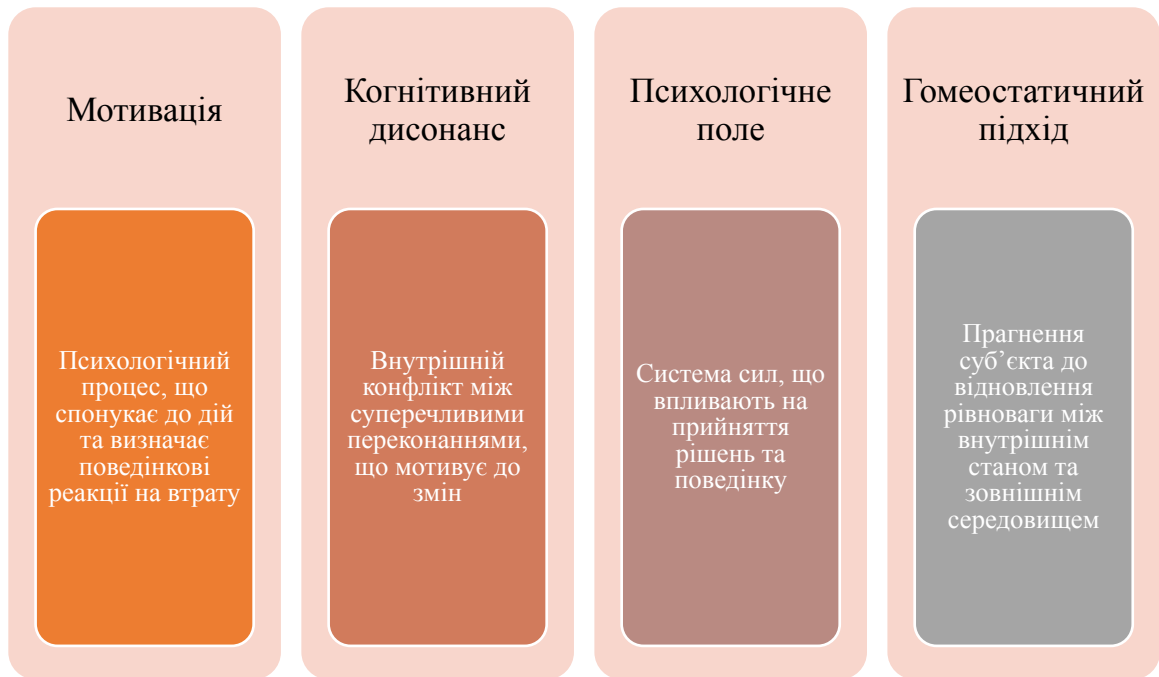 Мотивація
Психологічний
процес, що
спонукає до дій
та визначає
поведінкові
реакції на втрату
Когнітивний
дисонанс
Внутрішній
конфлікт між
суперечливими
переконаннями,
що мотивує до
змін
Психологічне
поле
Система сил, що
впливають на
прийняття
рішень та
поведінку
Гомеостатичний
підхід
Прагнення
суб’єкта до
відновлення
рівноваги між
внутрішнім
станом та
зовнішнім
середовищем